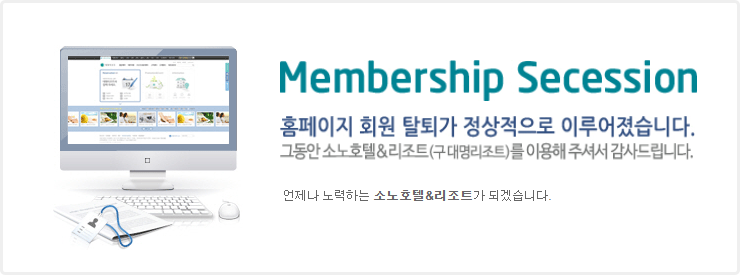 Membership Secession
홈페이지 회원 탈퇴가 정상적으로 이루어졌습니다.
그동안 소노호텔&리조트(구 대명리조트)를 이용해 주셔서 감사드립니다.
언제나 노력하는 소노호텔&리조트가 되겠습니다.